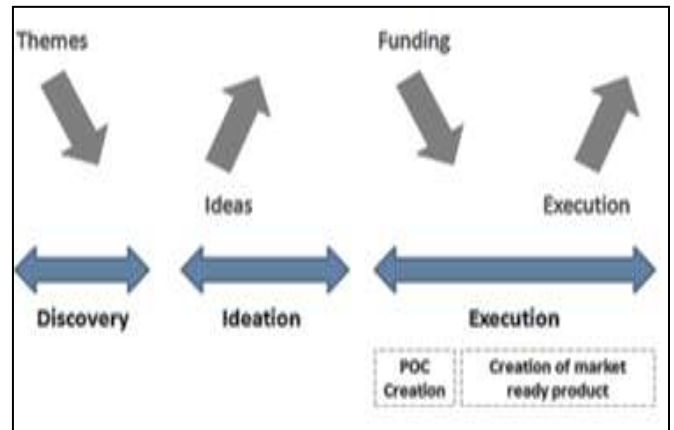 Themes
Funding
Ideas
Execution
Discovery
Ideation
Execution
POC
Creation
Creation of market
ready product